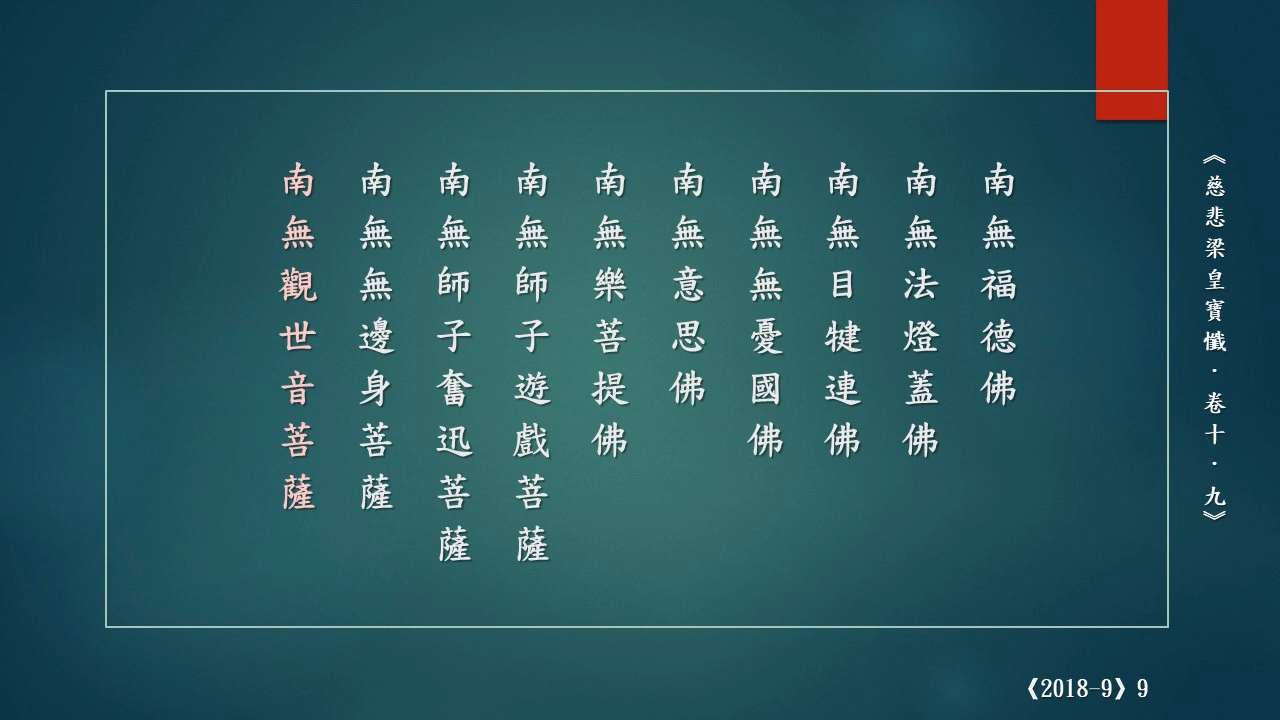 《慈悲梁皇寶懺·卷十·九》
南無福德佛
南無法燈蓋佛
南無目犍連佛
南無無憂國佛
南無意思佛
南無樂菩提佛
南無師子遊戲菩薩
南無師子奮迅菩薩
南無無邊身菩薩
南無觀世音菩薩
《2018-9》9